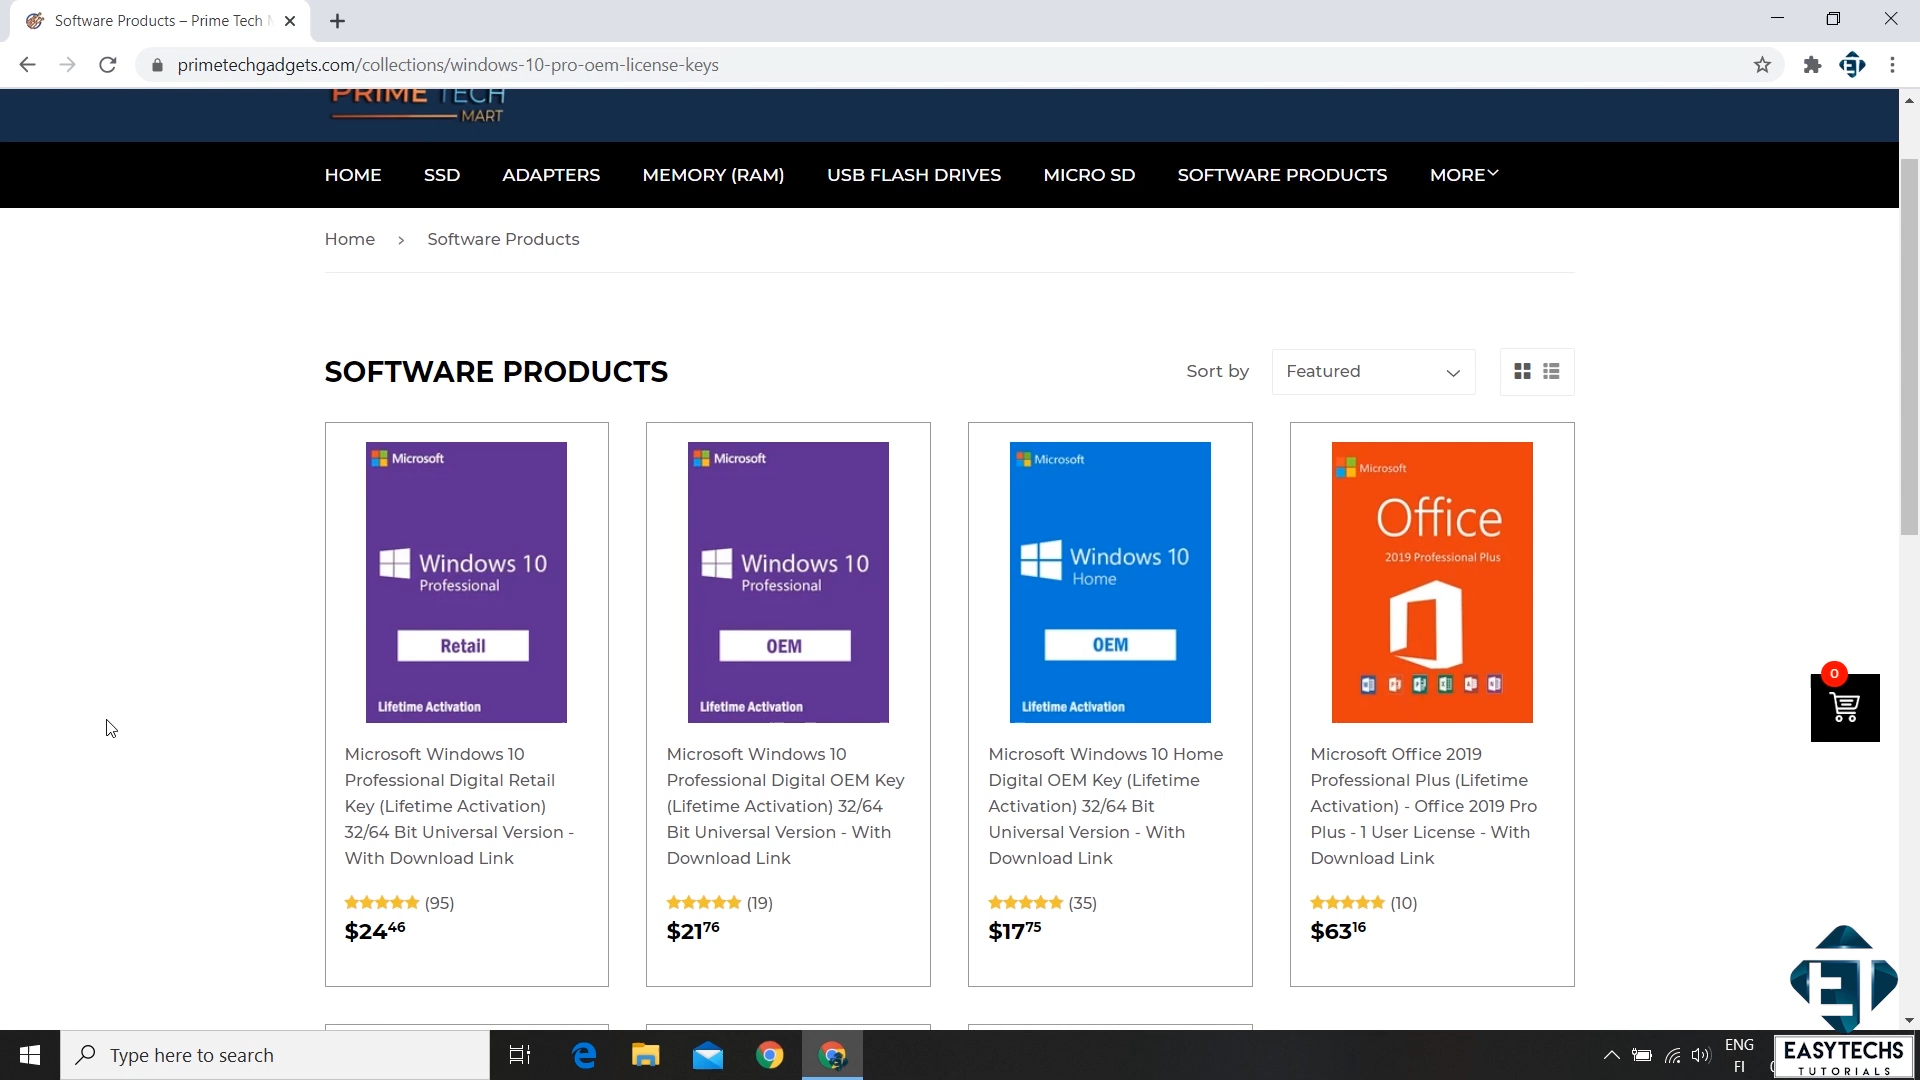 Software Products – Prime Tech
primetechgadgets.com/collections/windows-10-pro-oem-license-keys
PRIME TECH
MART
HOME SSD ADAPTERS MEMORY (RAM) USB FLASH DRIVES MICRO SD SOFTWARE PRODUCTS MORE
Home › Software Products
SOFTWARE PRODUCTS
Sort by Featured
Microsoft
Windows 10
Professional
Retail
Lifetime Activation
Microsoft Windows 10
Professional Digital Retail
Key (Lifetime Activation)
32/64 Bit Universal Version -
With Download Link
(95)
$2446
Microsoft
Windows 10
Professional
OEM
Lifetime Activation
Microsoft Windows 10
Professional Digital OEM Key
(Lifetime Activation) 32/64
Bit Universal Version - With
Download Link
(19)
$2176
Microsoft
Windows 10
Home
OEM
Lifetime Activation
Microsoft Windows 10 Home
Digital OEM Key (Lifetime
Activation) 32/64 Bit
Universal Version - With
Download Link
(35)
$1775
Microsoft
Office
2019 Professional Plus
Microsoft Office 2019
Professional Plus (Lifetime
Activation) - Office 2019 Pro
Plus - 1 User License - With
Download Link
(10)
$6316
0
Type here to search
ENG
FI
EASYTECHS
TUTORIALS